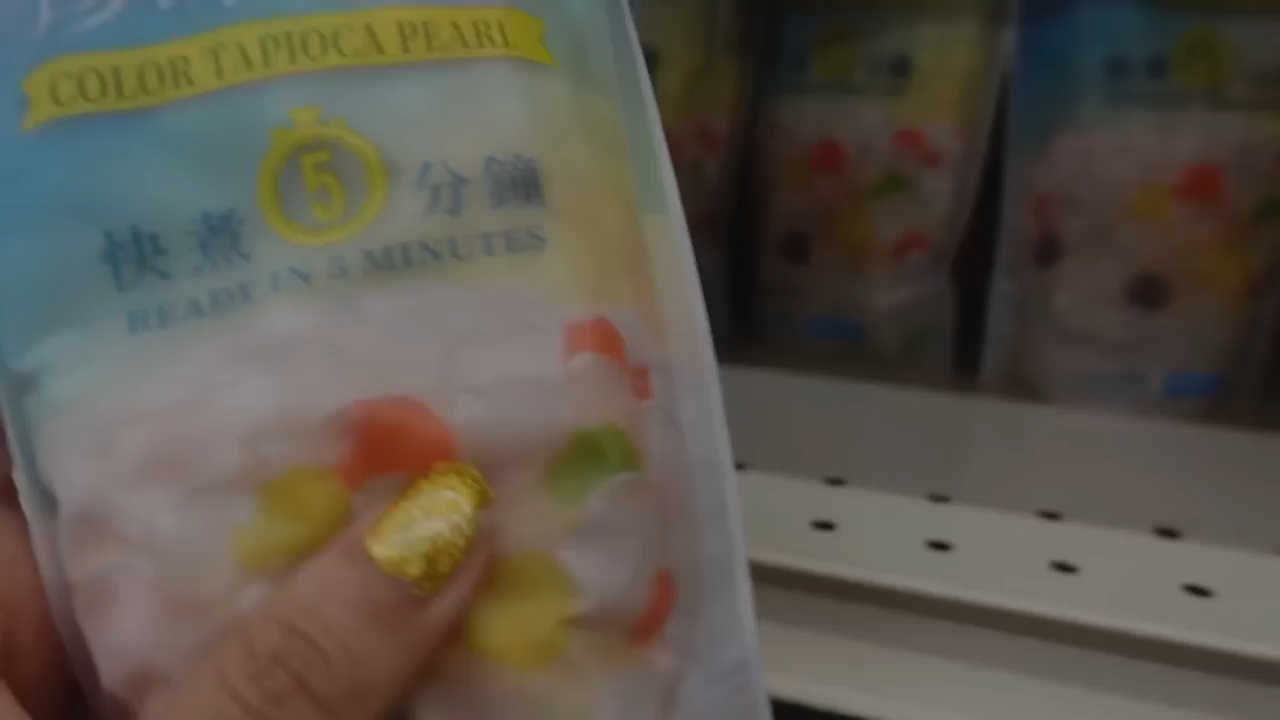 COLOR TAPIOCA PEARL
快煮 5 分鐘
READY IN 5 MINUTES